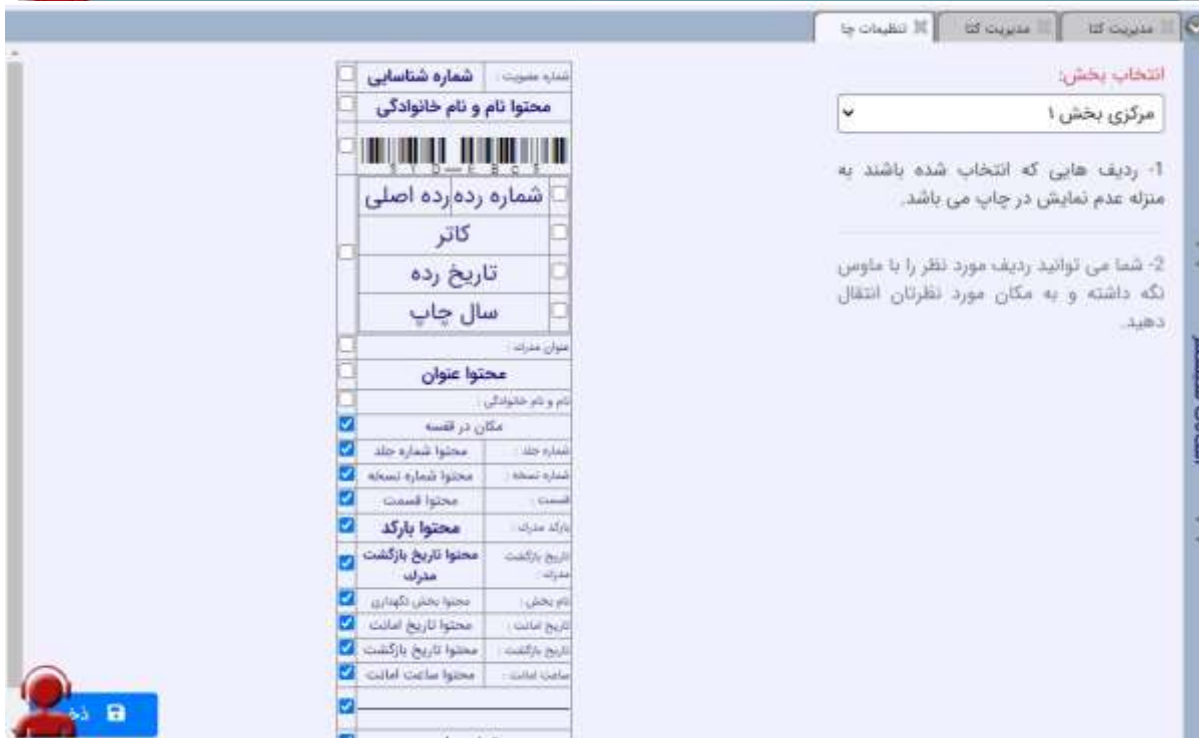 مدیریت کتا
مدیریت کتا
تنظیمات چا
انتخاب بخش:
مرکزی بخش ۱
1- ردیف هایی که انتخاب شده باشند به
منزله عدم نمایش در چاپ می باشد.
2- شما می توانید ردیف مورد نظر را با ماوس
نگه داشته و به مکان مورد نظرتان انتقال
دهید.
شماره عضویت : شماره شناسایی
محتوا نام و نام خانوادگی
شماره رده رده اصلی
کاتر
تاریخ رده
سال چاپ
عنوان مدرک :
محتوا عنوان
نام و نام خانوادگی :
مکان در قفسه
شماره جلد : محتوا شماره جلد
شماره نسخه : محتوا شماره نسخه
قسمت : محتوا قسمت
بارکد مدرک : محتوا بارکد
تاریخ بازگشت مدرک : محتوا تاریخ بازگشت مدرک
نام بخش : محتوا بخش نگهداری
تاریخ امانت : محتوا تاریخ امانت
تاریخ بازگشت : محتوا تاریخ بازگشت
ساعت امانت : محتوا ساعت امانت